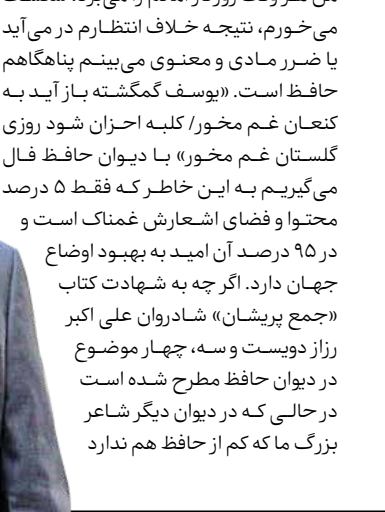 می‌خورم، نتیجه خلاف انتظارم در می‌آید
یا ضرر مادی و معنوی می‌بینم پناهگاهم
حافظ است. «یوسف گمگشته باز آید به
کنعان غم مخور/ کلبه احزان شود روزی
گلستان غم مخور» با دیوان حافظ فال
می‌گیریم به این خاطر که فقط ۵ درصد
محتوا و فضای اشعارش غمناک است و
در ۹۵ درصد آن امید به بهبود اوضاع
جهان دارد. اگر چه به شهادت کتاب
«جمع پریشان» شادروان علی اکبر
رزاز دویست و سه، چهار موضوع
در دیوان حافظ مطرح شده است
در حالی که در دیوان دیگر شاعر
بزرگ ما که کم از حافظ هم ندارد